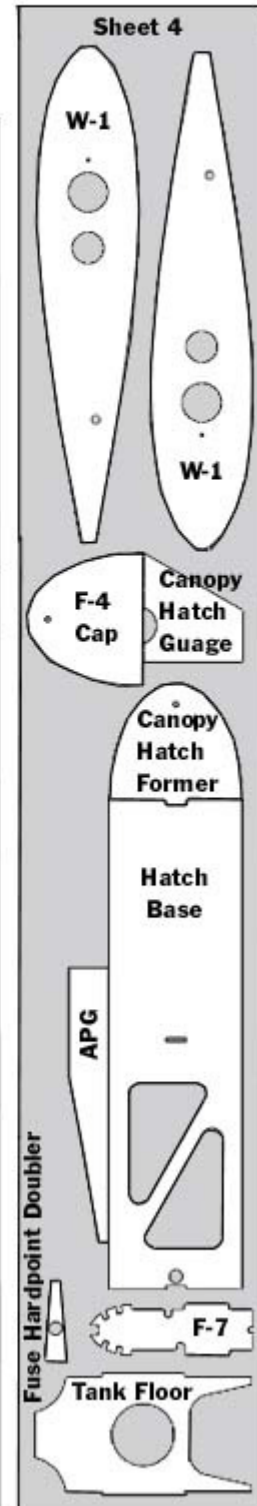 Sheet 4
W-1
W-1
F-4
Cap
Canopy
Hatch
Guage
Canopy
Hatch
Former
Hatch
Base
APG
Fuse Hardpoint Doubler
F-7
Tank Floor